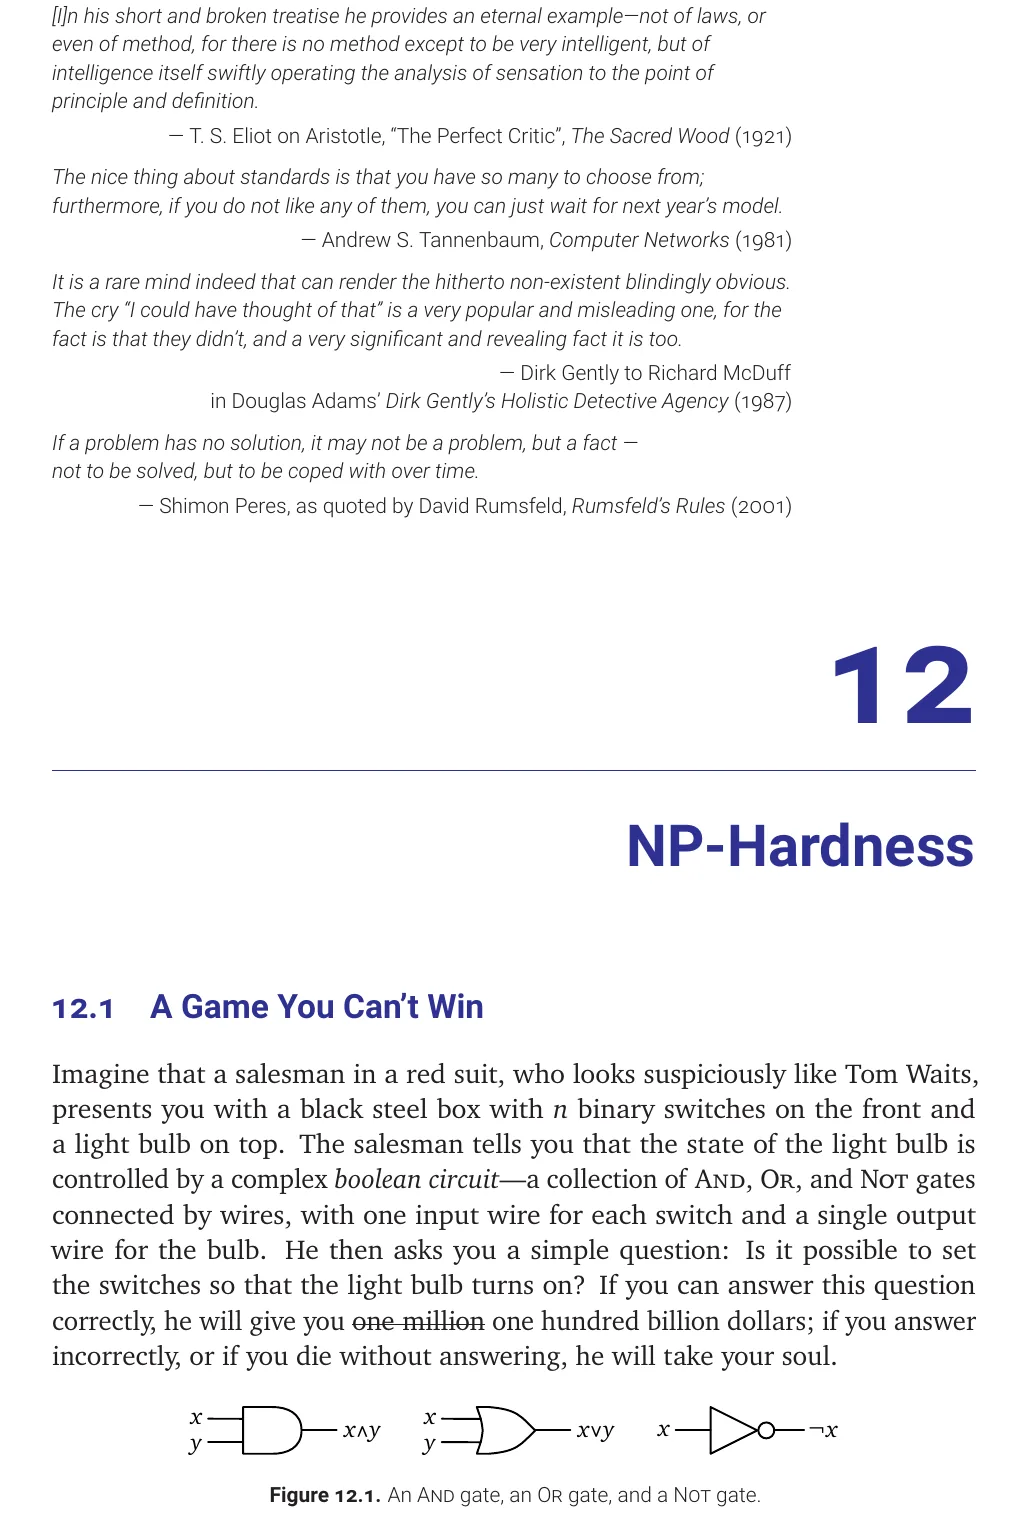 [I]n his short and broken treatise he provides an eternal example—not of laws, or
even of method, for there is no method except to be very intelligent, but of
intelligence itself swiftly operating the analysis of sensation to the point of
principle and definition.
— T. S. Eliot on Aristotle, “The Perfect Critic”, The Sacred Wood (1921)
The nice thing about standards is that you have so many to choose from;
furthermore, if you do not like any of them, you can just wait for next year’s model.
— Andrew S. Tannenbaum, Computer Networks (1981)
It is a rare mind indeed that can render the hitherto non-existent blindingly obvious.
The cry “I could have thought of that” is a very popular and misleading one, for the
fact is that they didn’t, and a very significant and revealing fact it is too.
— Dirk Gently to Richard McDuff
in Douglas Adams’ Dirk Gently’s Holistic Detective Agency (1987)
If a problem has no solution, it may not be a problem, but a fact —
not to be solved, but to be coped with over time.
— Shimon Peres, as quoted by David Rumsfeld, Rumsfeld’s Rules (2001)
12
NP-Hardness
12.1 A Game You Can’t Win
Imagine that a salesman in a red suit, who looks suspiciously like Tom Waits,
presents you with a black steel box with n binary switches on the front and
a light bulb on top. The salesman tells you that the state of the light bulb is
controlled by a complex boolean circuit—a collection of And, Or, and Not gates
connected by wires, with one input wire for each switch and a single output
wire for the bulb. He then asks you a simple question: Is it possible to set
the switches so that the light bulb turns on? If you can answer this question
correctly, he will give you one million one hundred billion dollars; if you answer
incorrectly, or if you die without answering, he will take your soul.
x y x∧y x y x∨y x ¬x
Figure 12.1. An And gate, an Or gate, and a Not gate.